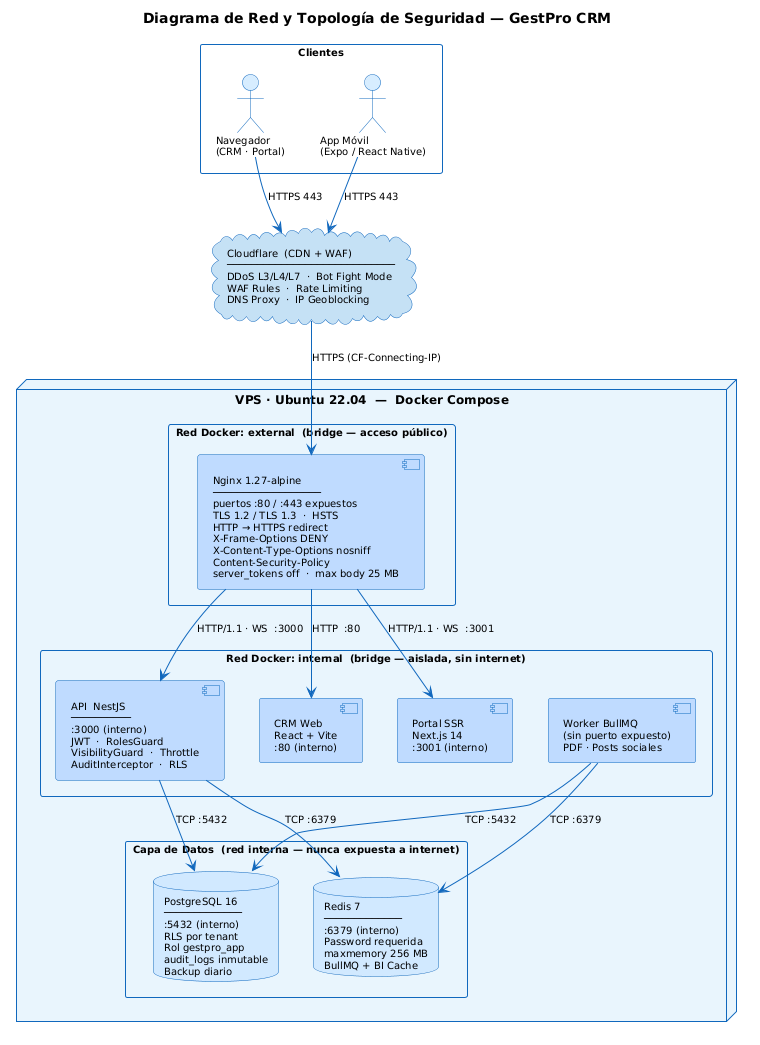 Diagrama de Red y Topología de Seguridad — GestPro CRM
Clientes
Navegador
(CRM · Portal)
App Móvil
(Expo / React Native)
HTTPS 443
HTTPS 443
Cloudflare (CDN + WAF)
DDoS L3/L4/L7 · Bot Fight Mode
WAF Rules · Rate Limiting
DNS Proxy · IP Geoblocking
HTTPS (CF-Connecting-IP)
VPS · Ubuntu 22.04 — Docker Compose
Red Docker: external (bridge — acceso público)
Nginx 1.27-alpine
puertos :80 / :443 expuestos
TLS 1.2 / TLS 1.3 · HSTS
HTTP → HTTPS redirect
X-Frame-Options DENY
X-Content-Type-Options nosniff
Content-Security-Policy
server_tokens off · max body 25 MB
HTTP/1.1 · WS :3000
HTTP :80
HTTP/1.1 · WS :3001
Red Docker: internal (bridge — aislada, sin internet)
API NestJS
:3000 (interno)
JWT · RolesGuard
VisibilityGuard · Throttle
AuditInterceptor · RLS
CRM Web
React + Vite
:80 (interno)
Portal SSR
Next.js 14
:3001 (interno)
Worker BullMQ
(sin puerto expuesto)
PDF · Posts sociales
TCP :5432
TCP :6379
TCP :5432
TCP :6379
Capa de Datos (red interna — nunca expuesta a internet)
PostgreSQL 16
:5432 (interno)
RLS por tenant
Rol gestpro_app
audit_logs inmutable
Backup diario
Redis 7
:6379 (interno)
Password requerida
maxmemory 256 MB
BullMQ + BI Cache